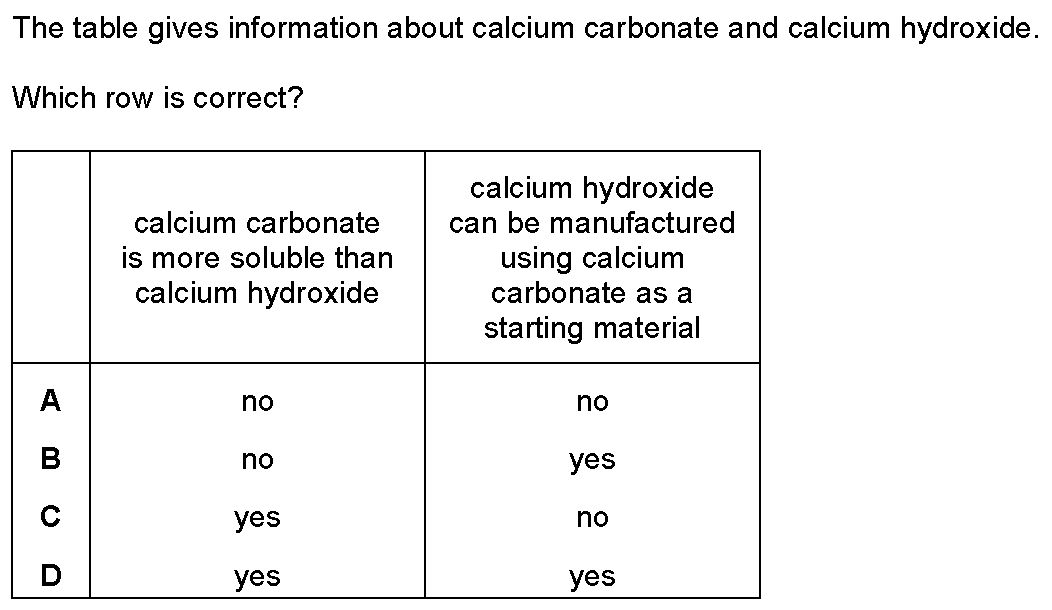 The table gives information about calcium carbonate and calcium hydroxide.
Which row is correct?
calcium carbonate
is more soluble than
calcium hydroxide
calcium hydroxide
can be manufactured
using calcium
carbonate as a
starting material
A no no
B no yes
C yes no
D yes yes